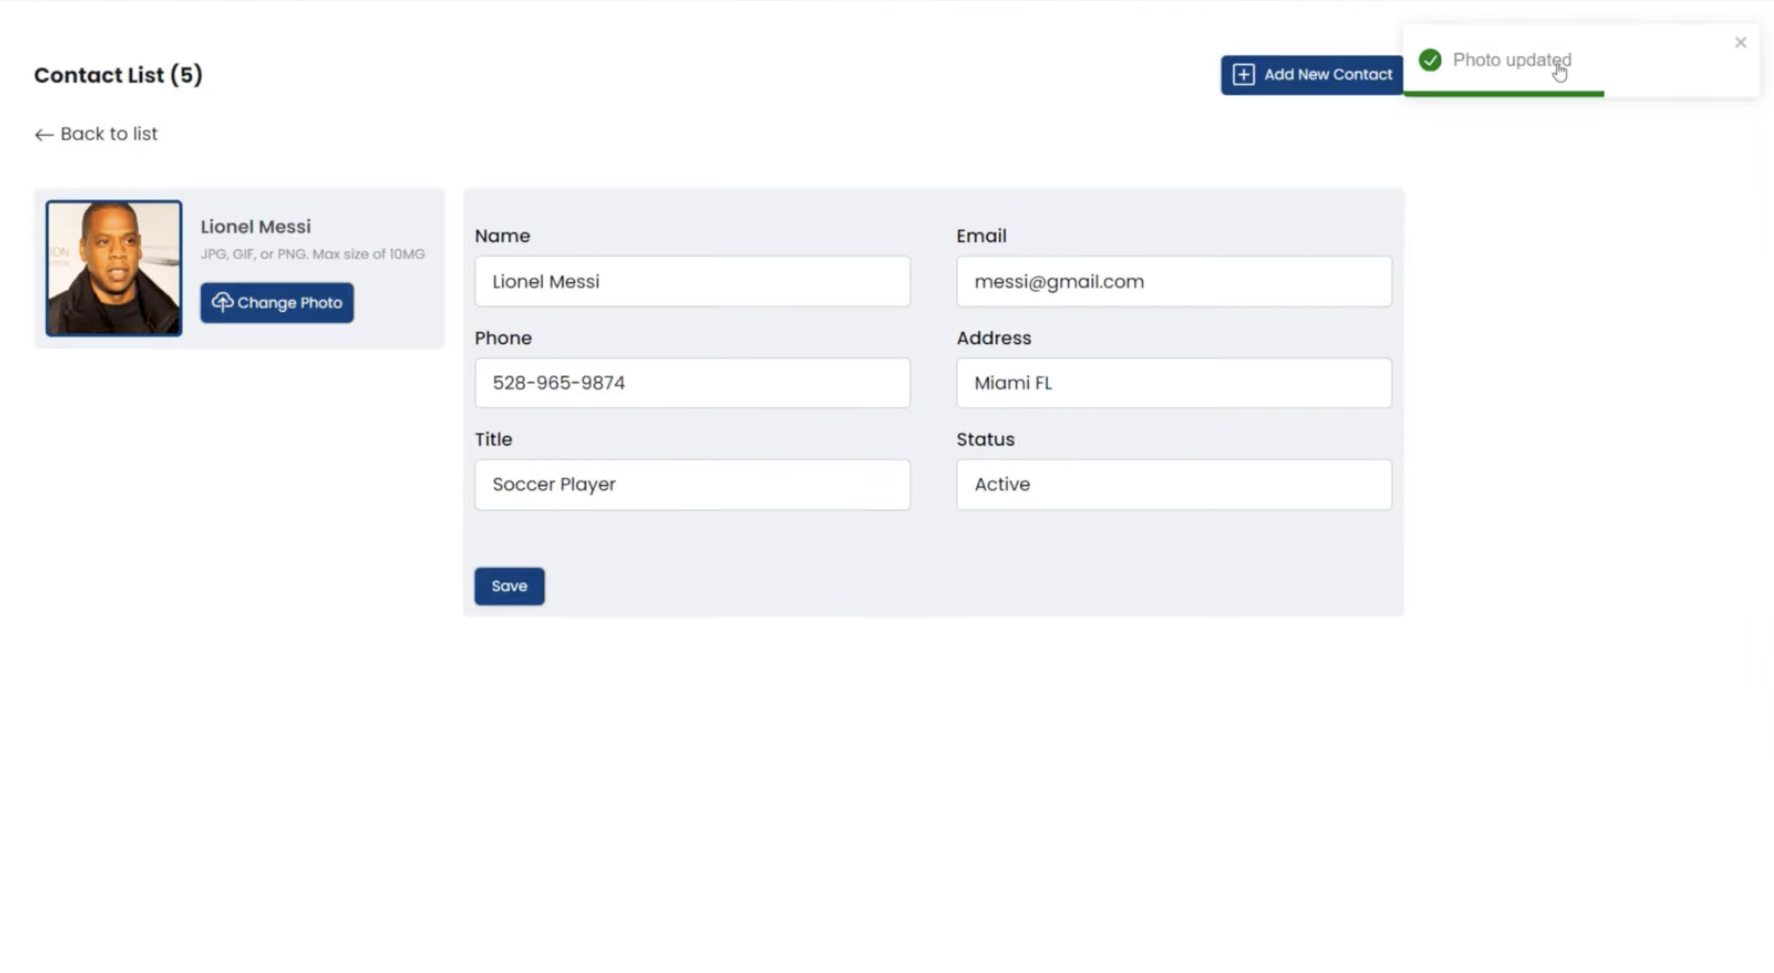 Contact List (5)
Add New Contact
Photo updated
Back to list
ION
Lionel Messi
JPG, GIF, or PNG. Max size of 10MG
Change Photo
Name
Lionel Messi
Email
messi@gmail.com
Phone
528-965-9874
Address
Miami FL
Title
Soccer Player
Status
Active
Save